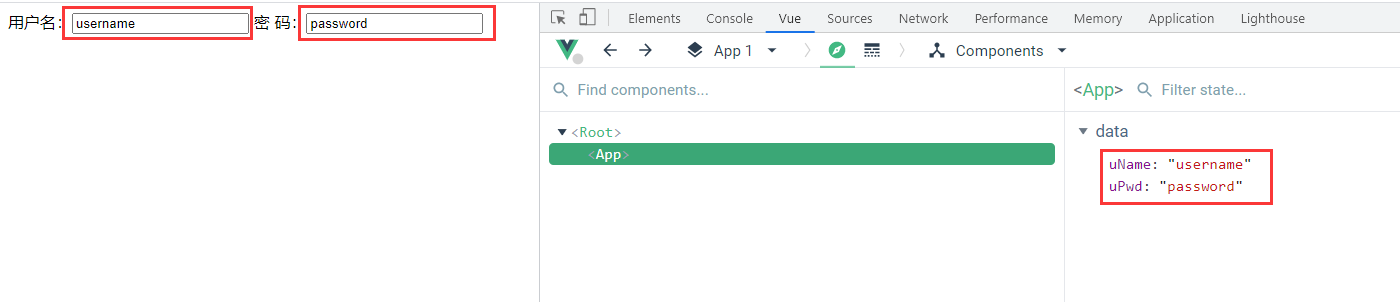 用户名: username 密 码: password
Elements Console Vue Sources Network Performance Memory Application Lighthouse
App 1 Components
Find components...
<App> Filter state...
<Root>
<App>
data
uName: "username"
uPwd: "password"